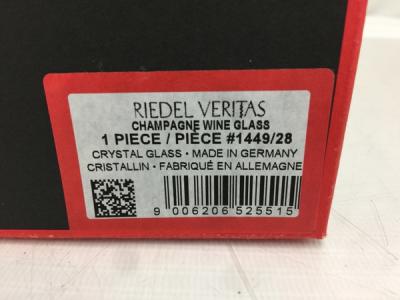 RIEDEL VERITAS
CHAMPAGNE WINE GLASS
1 PIECE / PIÈCE #1449/28
CRYSTAL GLASS • MADE IN GERMANY
CRISTALLIN • FABRIQUÉ EN ALLEMAGNE
9 006206 525515